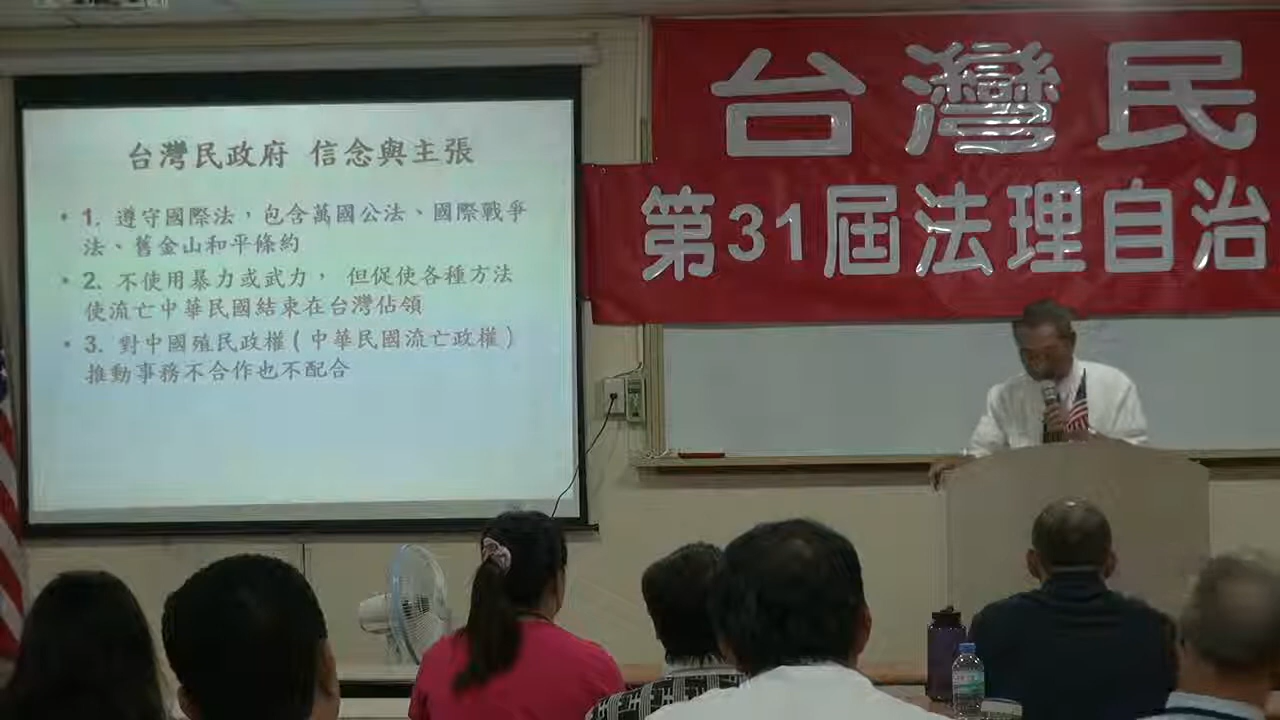 台灣民政府 信念與主張
• 1. 遵守國際法，包含萬國公法、國際戰爭
法、舊金山和平條約
• 2. 不使用暴力或武力， 但促使各種方法
使流亡中華民國結束在台灣佔領
• 3. 對中國殖民政權(中華民國流亡政權)
推動事務不合作也不配合
台灣民
第31屆法理自治